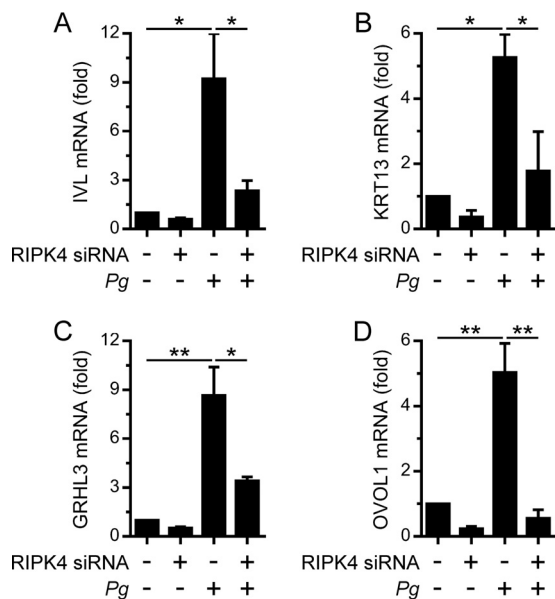 A
* *
12
9
6
3
0
IVL mRNA (fold)
RIPK4 siRNA - + - +
Pg - - + +
B
* *
6
4
2
0
KRT13 mRNA (fold)
RIPK4 siRNA - + - +
Pg - - + +
C
** *
12
9
6
3
0
GRHL3 mRNA (fold)
RIPK4 siRNA - + - +
Pg - - + +
D
** **
6
4
2
0
OVOL1 mRNA (fold)
RIPK4 siRNA - + - +
Pg - - + +